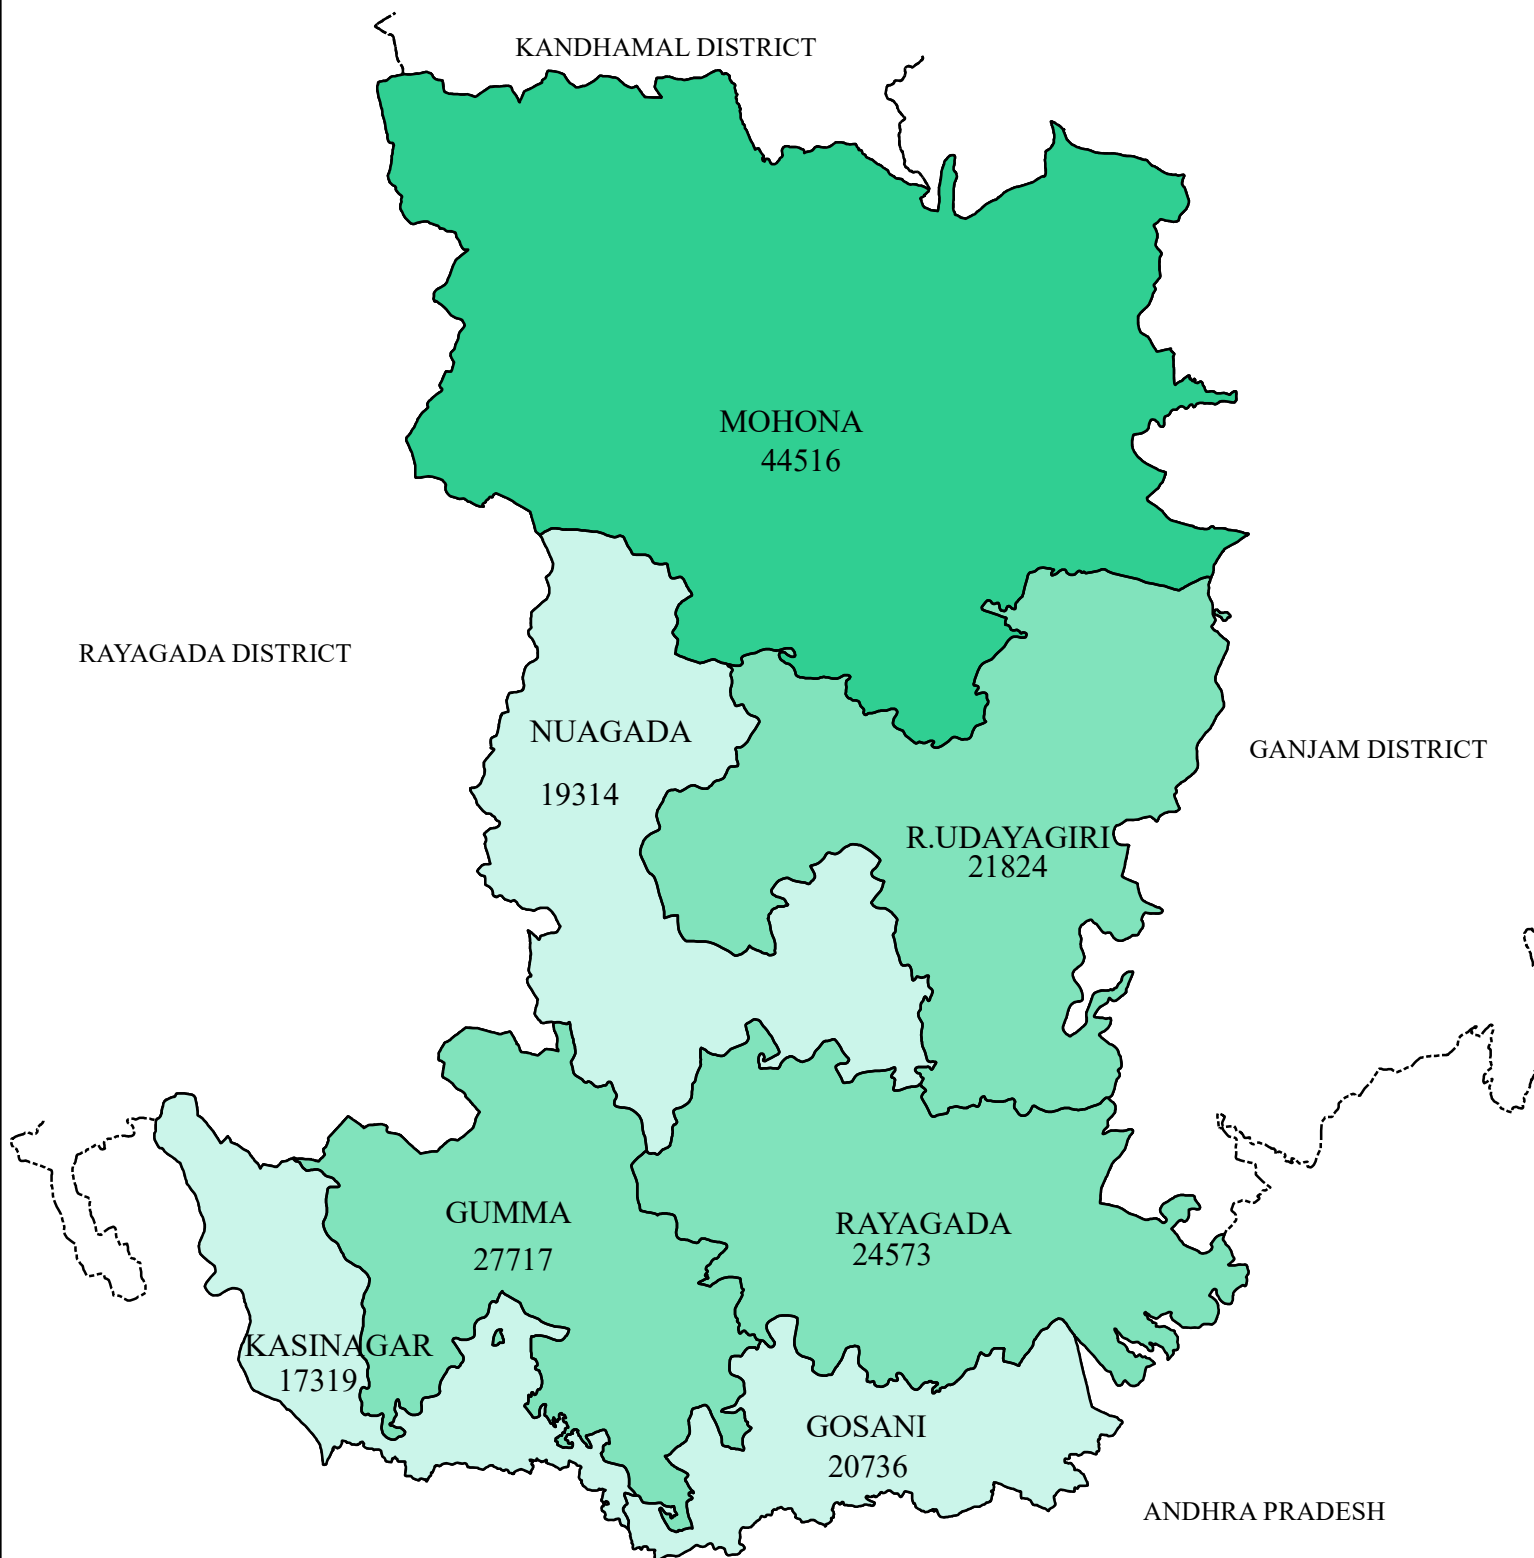 KANDHAMAL DISTRICT
MOHONA
44516
RAYAGADA DISTRICT
NUAGADA
19314
GANJAM DISTRICT
R.UDAYAGIRI
21824
GUMMA
27717
RAYAGADA
24573
KASINAGAR
17319
GOSANI
20736
ANDHRA PRADESH